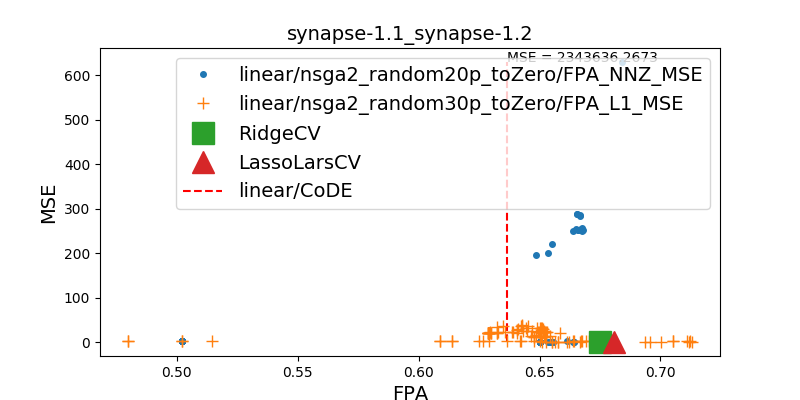 synapse-1.1_synapse-1.2
MSE = 2343636.2673
linear/nsga2_random20p_toZero/FPA_NNZ_MSE
linear/nsga2_random30p_toZero/FPA_L1_MSE
RidgeCV
LassoLarsCV
linear/CoDE
MSE
600
500
400
300
200
100
0
0.50 0.55 0.60 0.65 0.70
FPA